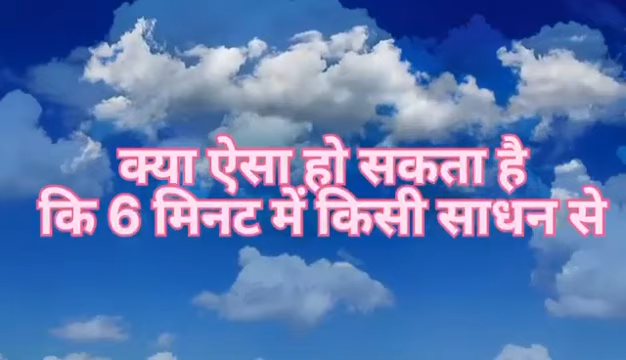 क्या ऐसा हो सकता है
कि 6 मिनट में किसी साधन से